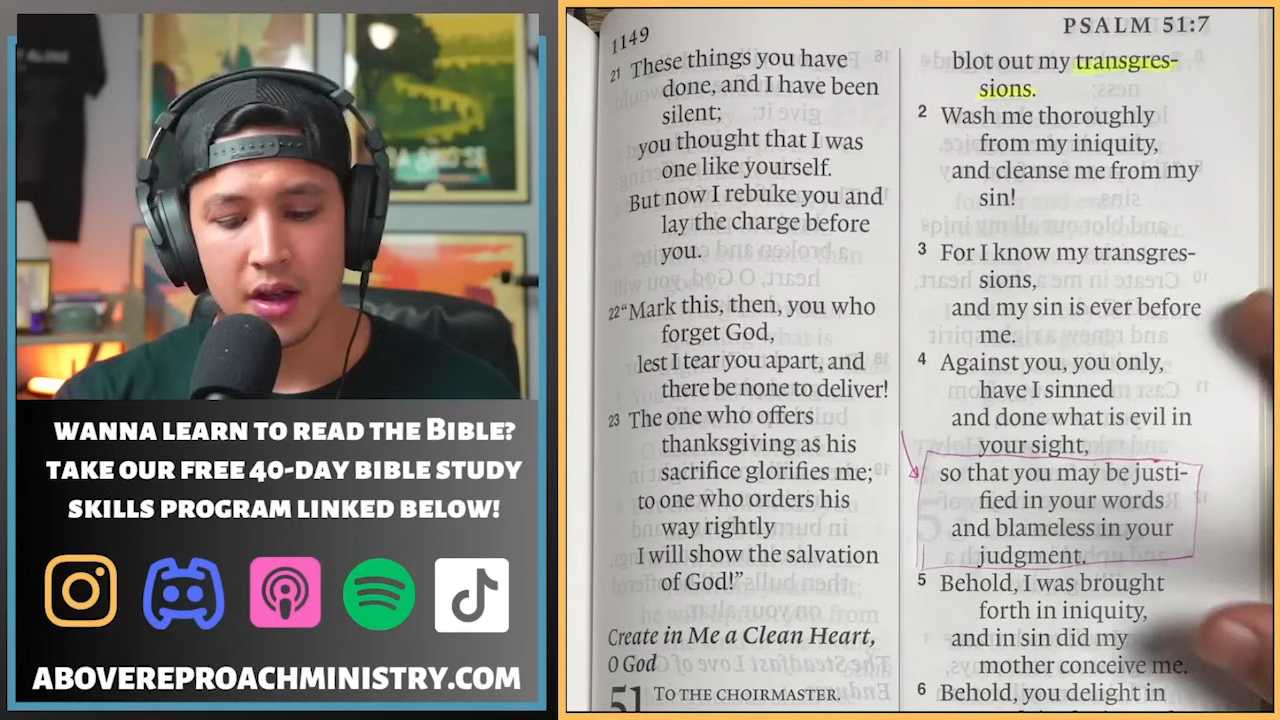 WANNA LEARN TO READ THE BIBLE?
TAKE OUR FREE 40-DAY BIBLE STUDY
SKILLS PROGRAM LINKED BELOW!
ABOVEREPROACHMINISTRY.COM
1149
21 These things you have
done, and I have been
silent;
you thought that I was
one like yourself.
But now I rebuke you and
lay the charge before
you.
22 “Mark this, then, you who
forget God,
lest I tear you apart, and
there be none to deliver!
23 The one who offers
thanksgiving as his
sacrifice glorifies me;
to one who orders his
way rightly
I will show the salvation
of God!”
Create in Me a Clean Heart,
O God
51 TO THE CHOIRMASTER.
PSALM 51:7
blot out my transgres-
sions.
2 Wash me thoroughly
from my iniquity,
and cleanse me from my
sin!
3 For I know my transgres-
sions,
and my sin is ever before
me.
4 Against you, you only,
have I sinned
and done what is evil in
your sight,
so that you may be justi-
fied in your words
and blameless in your
judgment.
5 Behold, I was brought
forth in iniquity,
and in sin did my
mother conceive me.
6 Behold, you delight in